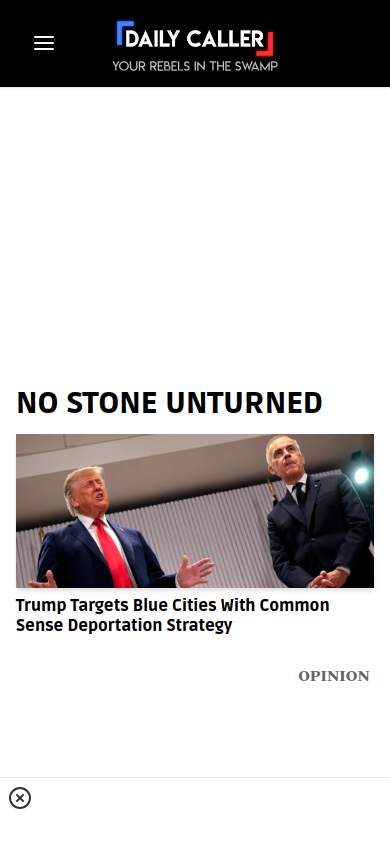 DAILY CALLER
YOUR REBELS IN THE SWAMP
NO STONE UNTURNED
Trump Targets Blue Cities With Common
Sense Deportation Strategy
OPINION